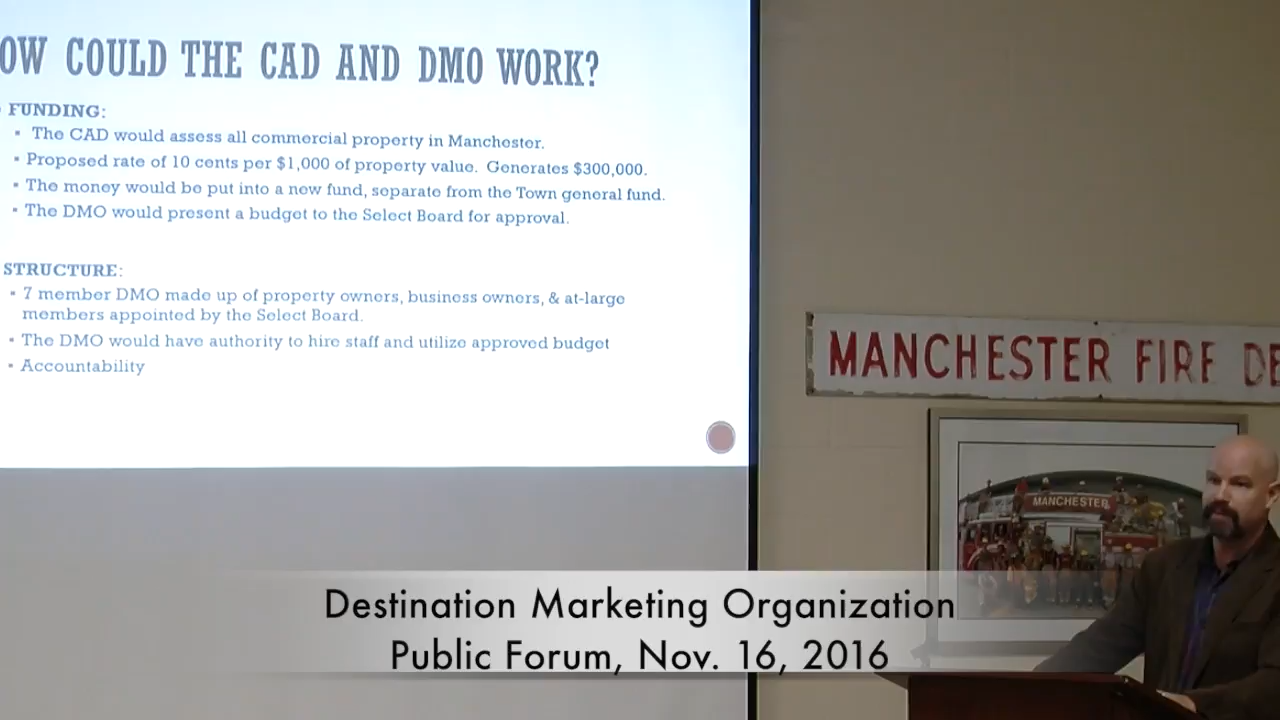 OW COULD THE CAD AND DMO WORK?
FUNDING:
▪ The CAD would assess all commercial property in Manchester.
▪ Proposed rate of 10 cents per $1,000 of property value. Generates $300,000.
▪ The money would be put into a new fund, separate from the Town general fund.
▪ The DMO would present a budget to the Select Board for approval.
STRUCTURE:
▪ 7 member DMO made up of property owners, business owners, & at-large
members appointed by the Select Board.
▪ The DMO would have authority to hire staff and utilize approved budget
▪ Accountability
MANCHESTER FIRE DE
MANCHESTER
Destination Marketing Organization
Public Forum, Nov. 16, 2016